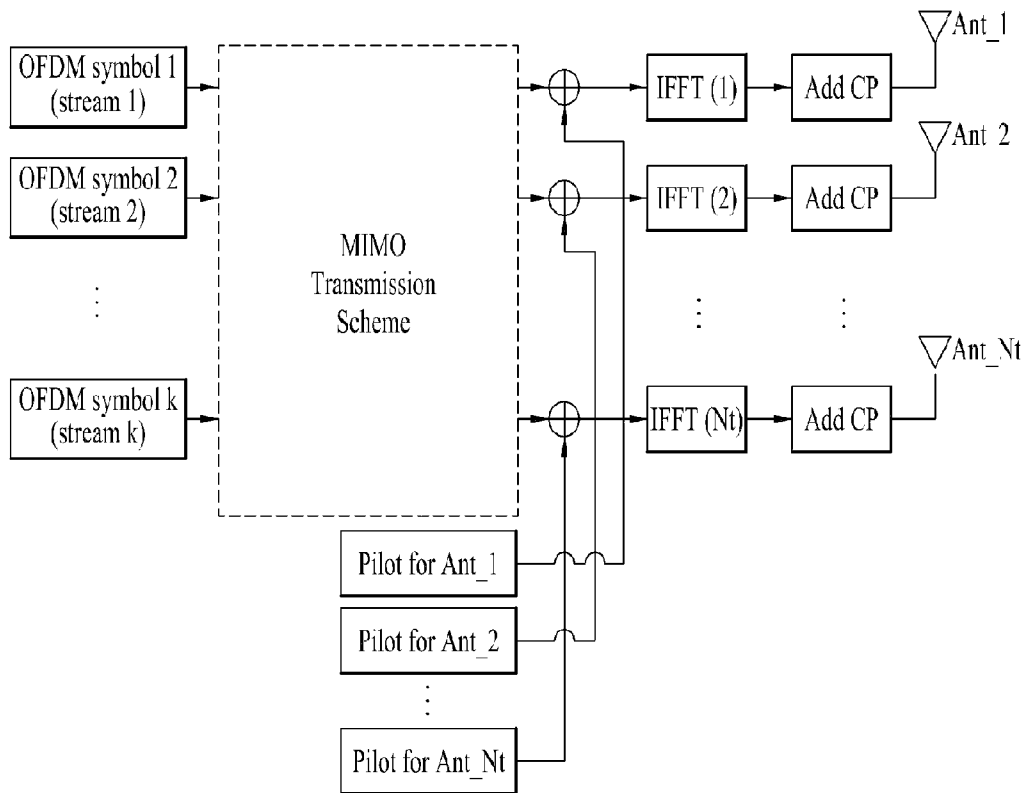 OFDM symbol 1
(stream 1)
IFFT (1)
Add CP
Ant_1
OFDM symbol 2
(stream 2)
IFFT (2)
Add CP
Ant_2
MIMO
Transmission
Scheme
OFDM symbol k
(stream k)
IFFT (Nt)
Add CP
Ant_Nt
Pilot for Ant_1
Pilot for Ant_2
Pilot for Ant_Nt